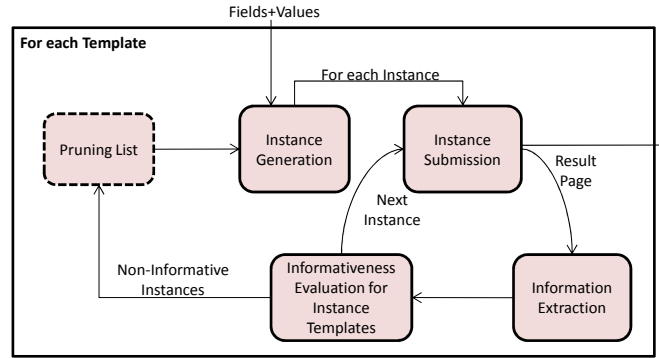 Fields+Values
For each Template
For each Instance
Pruning List
Instance
Generation
Instance
Submission
Result
Page
Next
Instance
Non-Informative
Instances
Informativeness
Evaluation for
Instance
Templates
Information
Extraction